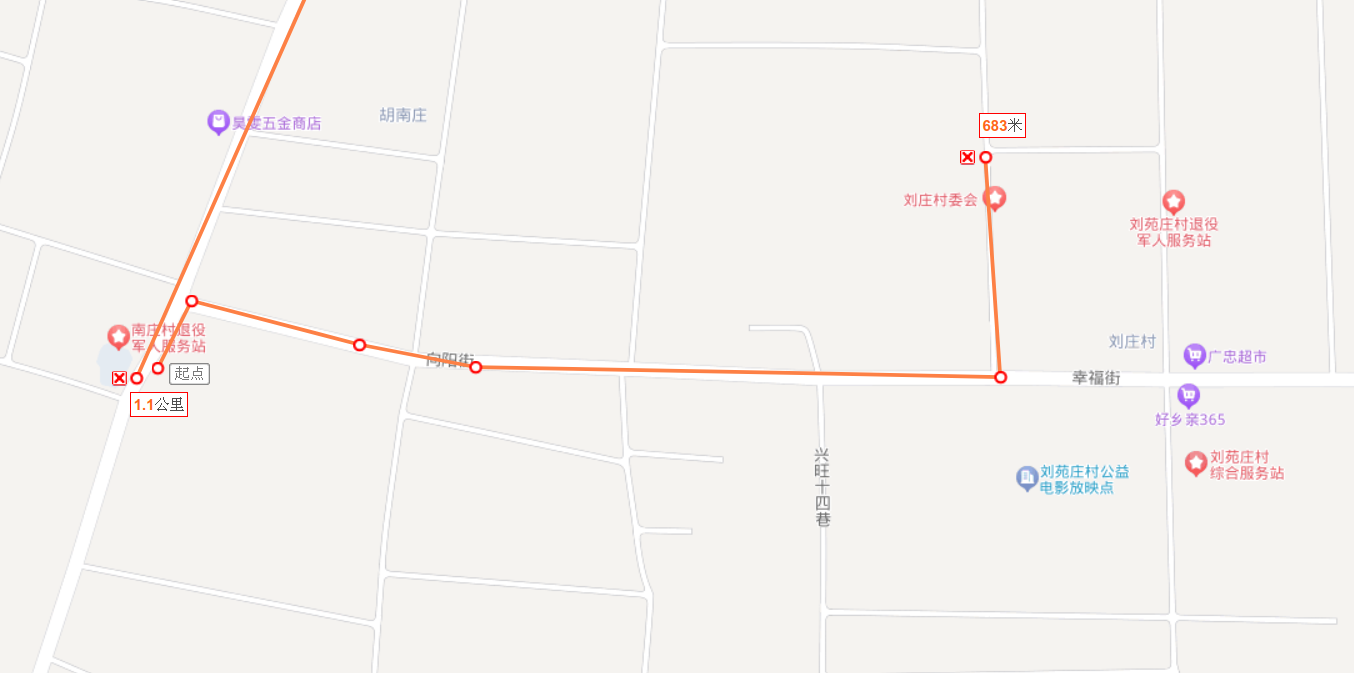 胡南庄
昊雯五金商店
683米
刘庄村委会
刘苑庄村退役
军人服务站
南庄村退役
军人服务站
起点
1.1公里
向阳街
刘庄村
广忠超市
幸福街
好乡亲365
兴旺十四巷
刘苑庄村公益
电影放映点
刘苑庄村
综合服务站